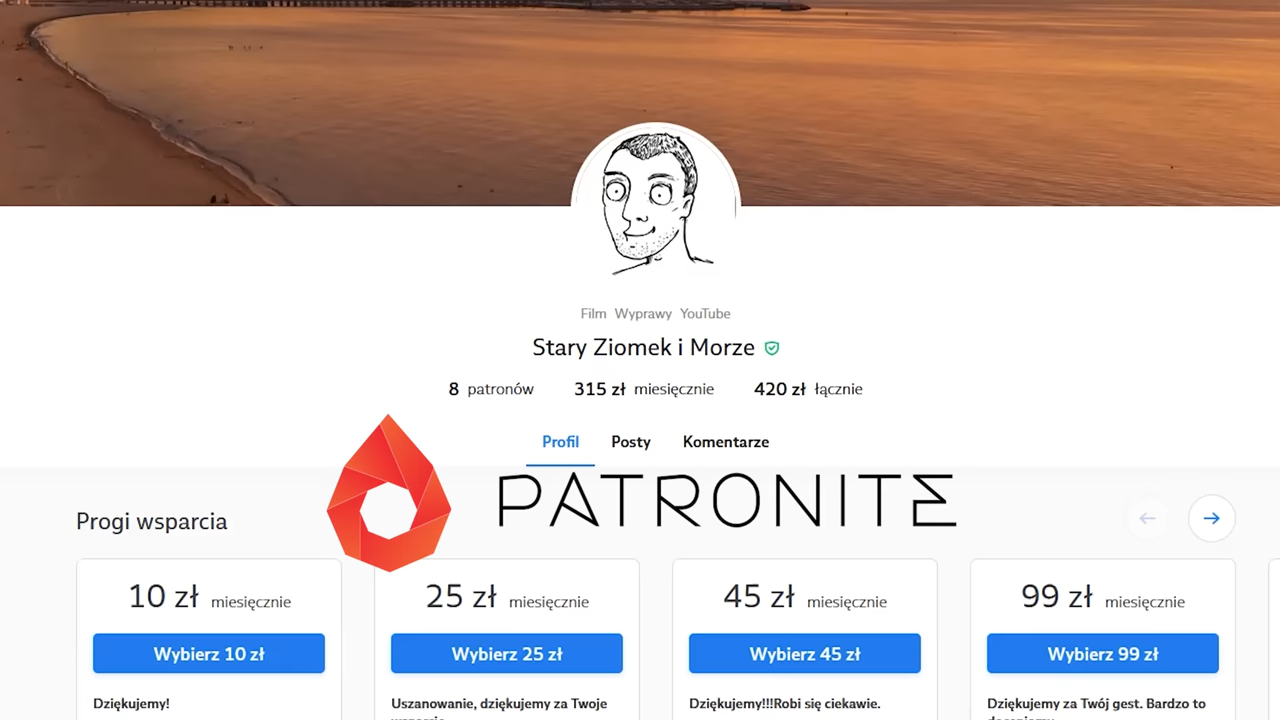 Film Wyprawy YouTube
Stary Ziomek i Morze
8 patronów 315 zł miesięcznie 420 zł łącznie
Profil Posty Komentarze
PATRONITE
Progi wsparcia
10 zł miesięcznie
Wybierz 10 zł
Dziękujemy!
25 zł miesięcznie
Wybierz 25 zł
Uszanowanie, dziękujemy za Twoje
45 zł miesięcznie
Wybierz 45 zł
Dziękujemy!!!Robi się ciekawie.
99 zł miesięcznie
Wybierz 99 zł
Dziękujemy za Twój gest. Bardzo to